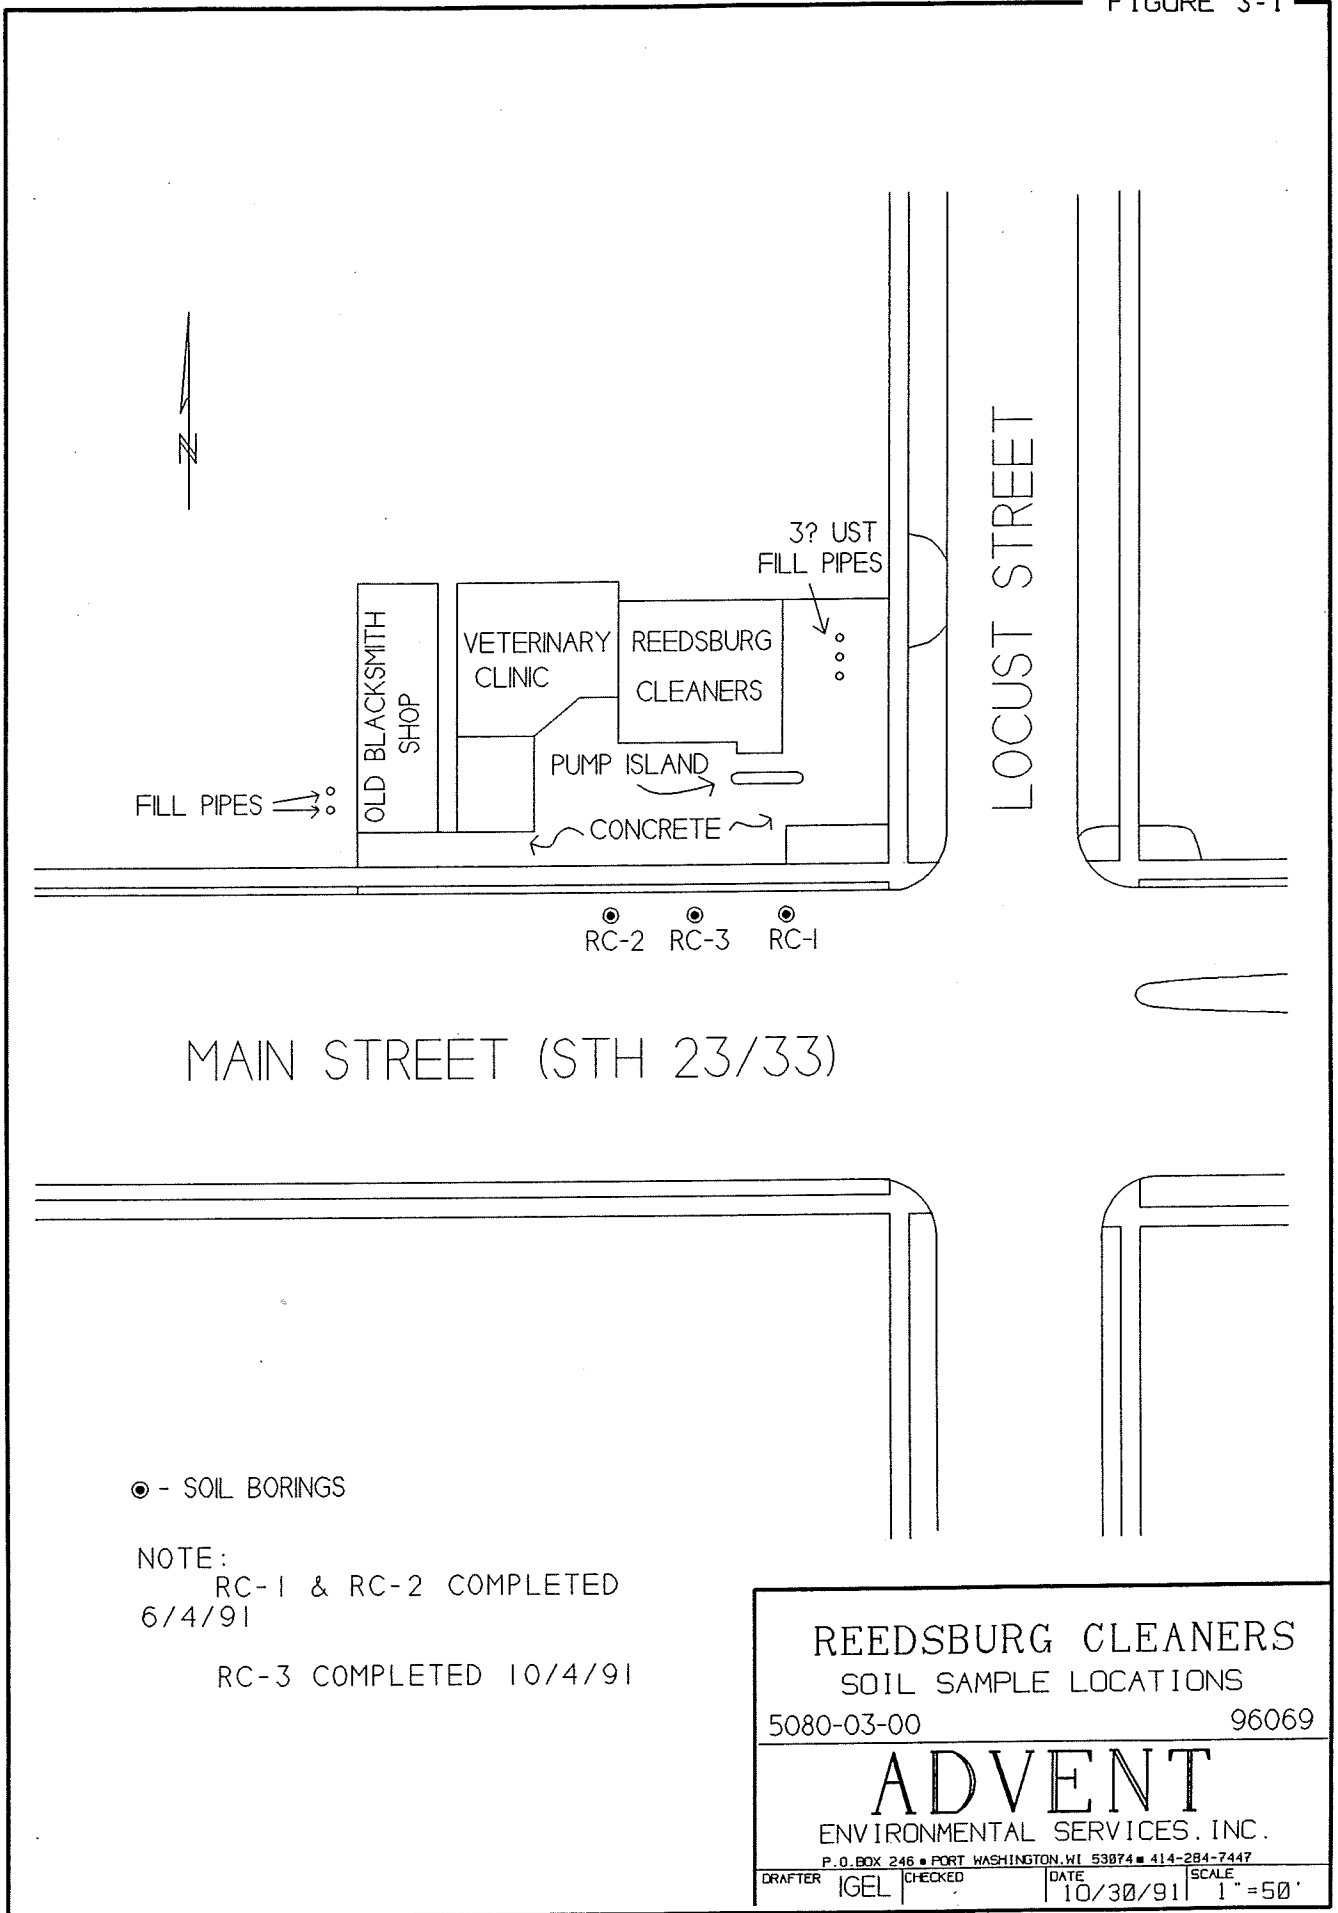 FIGURE 3-1
N
3? UST
FILL PIPES
LOCUST STREET
OLD BLACKSMITH
SHOP
VETERINARY
CLINIC
REEDSBURG
CLEANERS
PUMP ISLAND
FILL PIPES
CONCRETE
RC-2 RC-3 RC-1
MAIN STREET (STH 23/33)
- SOIL BORINGS
NOTE:
RC-1 & RC-2 COMPLETED
6/4/91
RC-3 COMPLETED 10/4/91
REEDSBURG CLEANERS
SOIL SAMPLE LOCATIONS
5080-03-00 96069
ADVENT
ENVIRONMENTAL SERVICES. INC.
P.O.BOX 246 ■ PORT WASHINGTON.WI 53074 ■ 414-284-7447
DRAFTER IGEL CHECKED DATE 10/30/91 SCALE 1"=50'